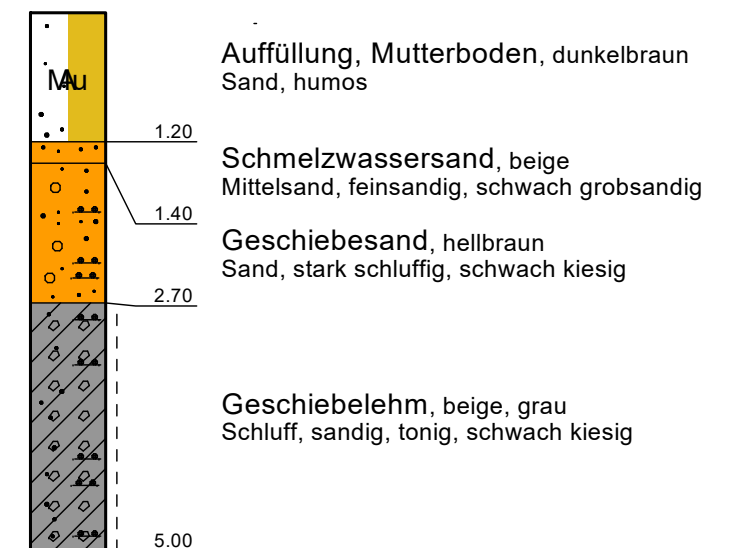 -
Auffüllung, Mutterboden, dunkelbraun
Sand, humos
Mu
A
1.20
Schmelzwassersand, beige
Mittelsand, feinsandig, schwach grobsandig
1.40
Geschiebesand, hellbraun
Sand, stark schluffig, schwach kiesig
2.70
Geschiebelehm, beige, grau
Schluff, sandig, tonig, schwach kiesig
5.00